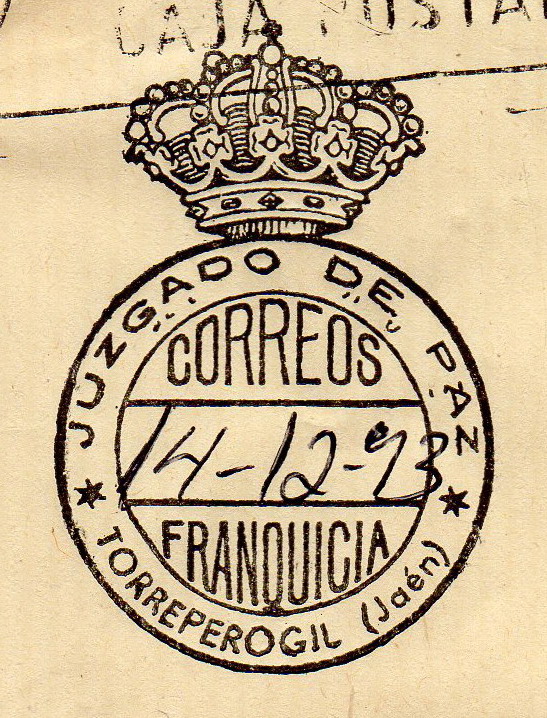 CAJA POSTAL
JUZGADO DE PAZ
CORREOS
14-12-93
FRANQUICIA
TORREPEROGIL (Jaén)